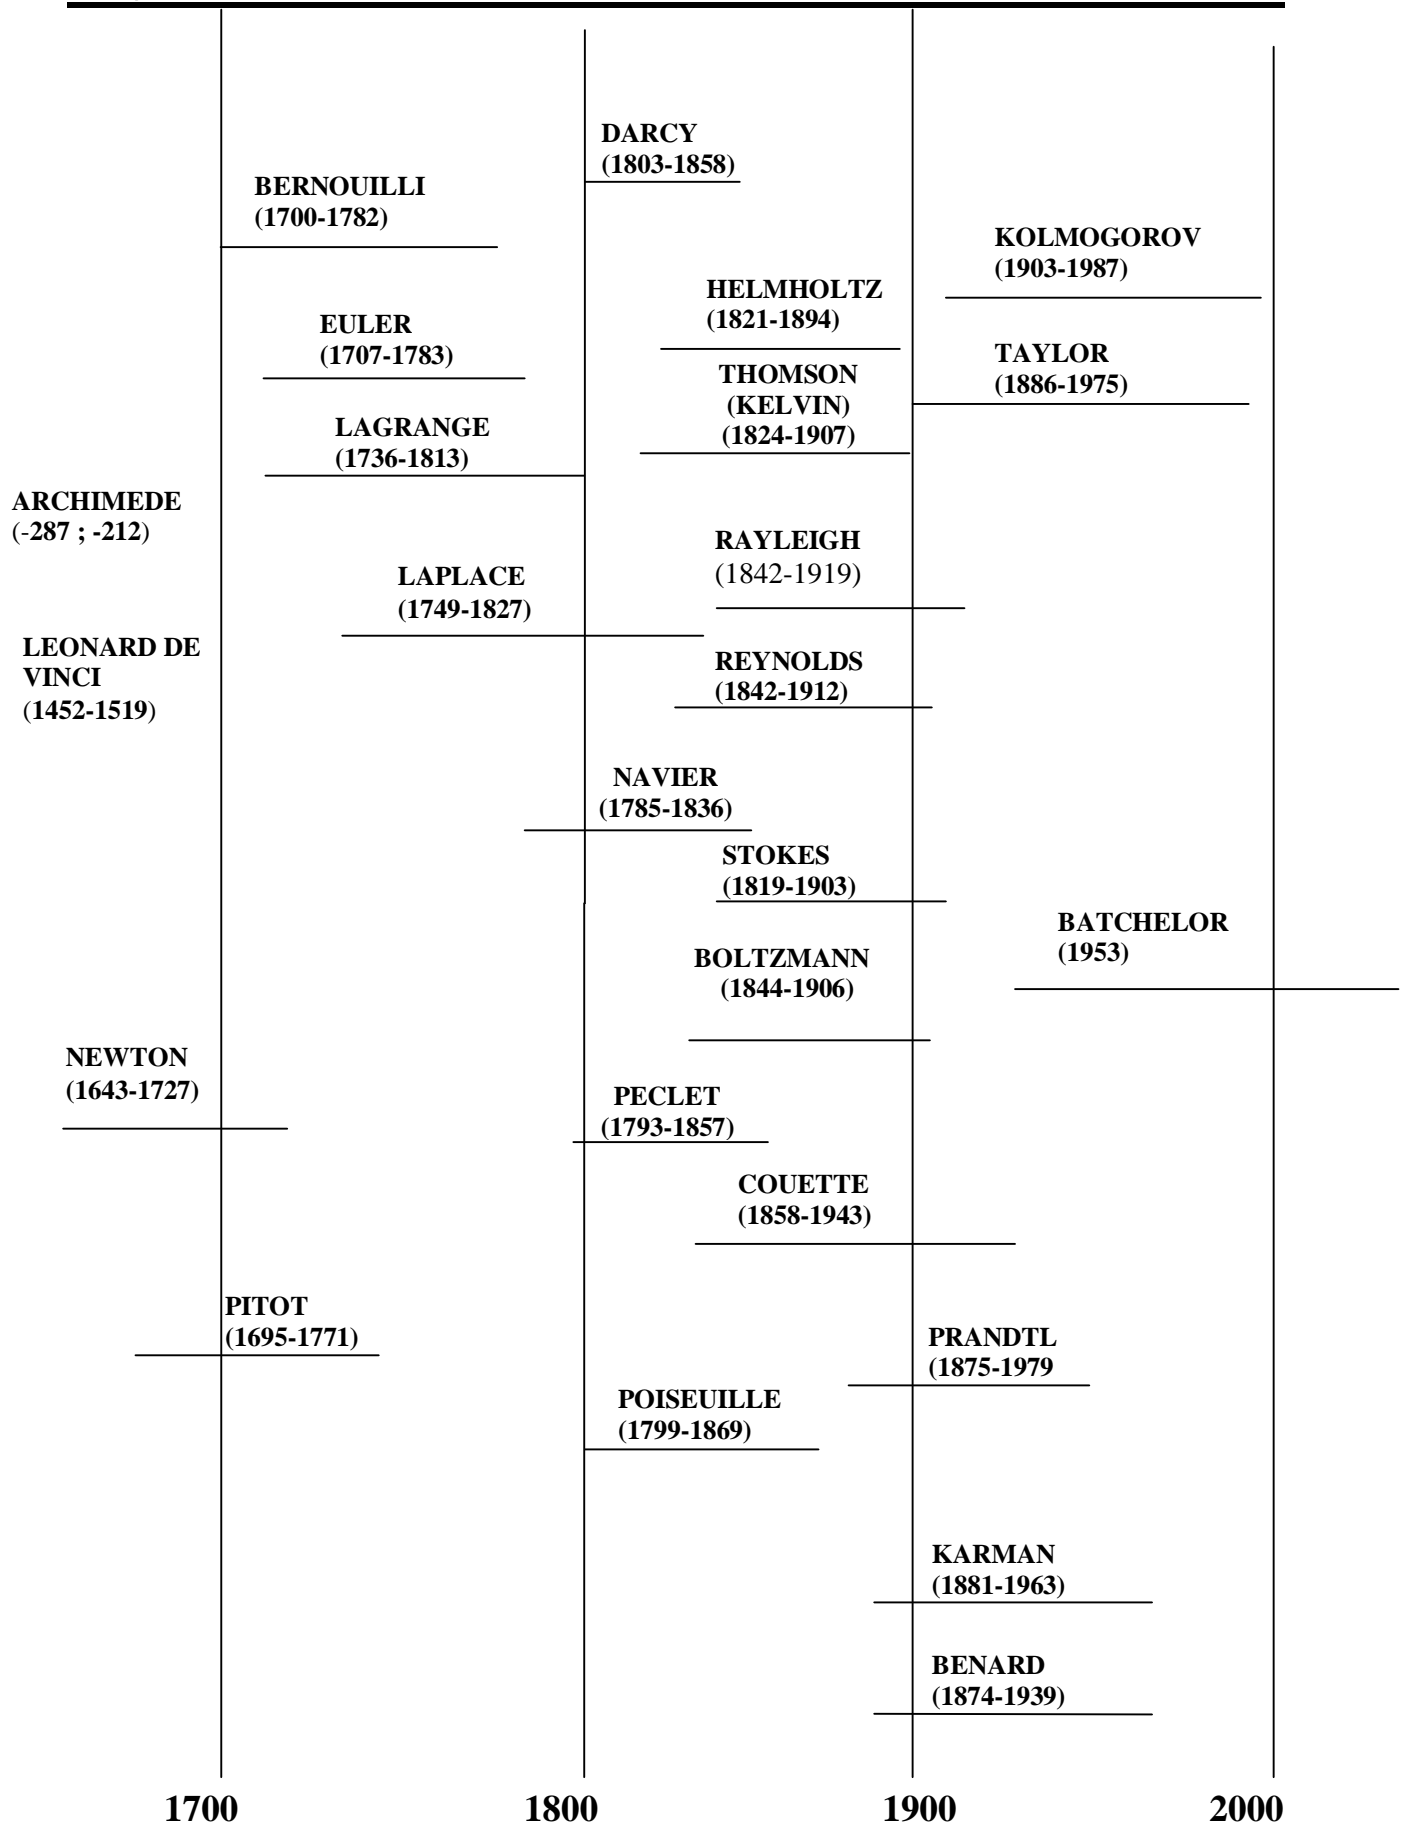 DARCY
(1803-1858)
BERNOUILLI
(1700-1782)
KOLMOGOROV
(1903-1987)
HELMHOLTZ
(1821-1894)
EULER
(1707-1783)
TAYLOR
(1886-1975)
THOMSON
(KELVIN)
(1824-1907)
LAGRANGE
(1736-1813)
ARCHIMEDE
(-287 ; -212)
RAYLEIGH
(1842-1919)
LAPLACE
(1749-1827)
LEONARD DE
VINCI
(1452-1519)
REYNOLDS
(1842-1912)
NAVIER
(1785-1836)
STOKES
(1819-1903)
BATCHELOR
(1953)
BOLTZMANN
(1844-1906)
NEWTON
(1643-1727)
PECLET
(1793-1857)
COUETTE
(1858-1943)
PITOT
(1695-1771)
PRANDTL
(1875-1979
POISEUILLE
(1799-1869)
KARMAN
(1881-1963)
BENARD
(1874-1939)
1700 1800 1900 2000